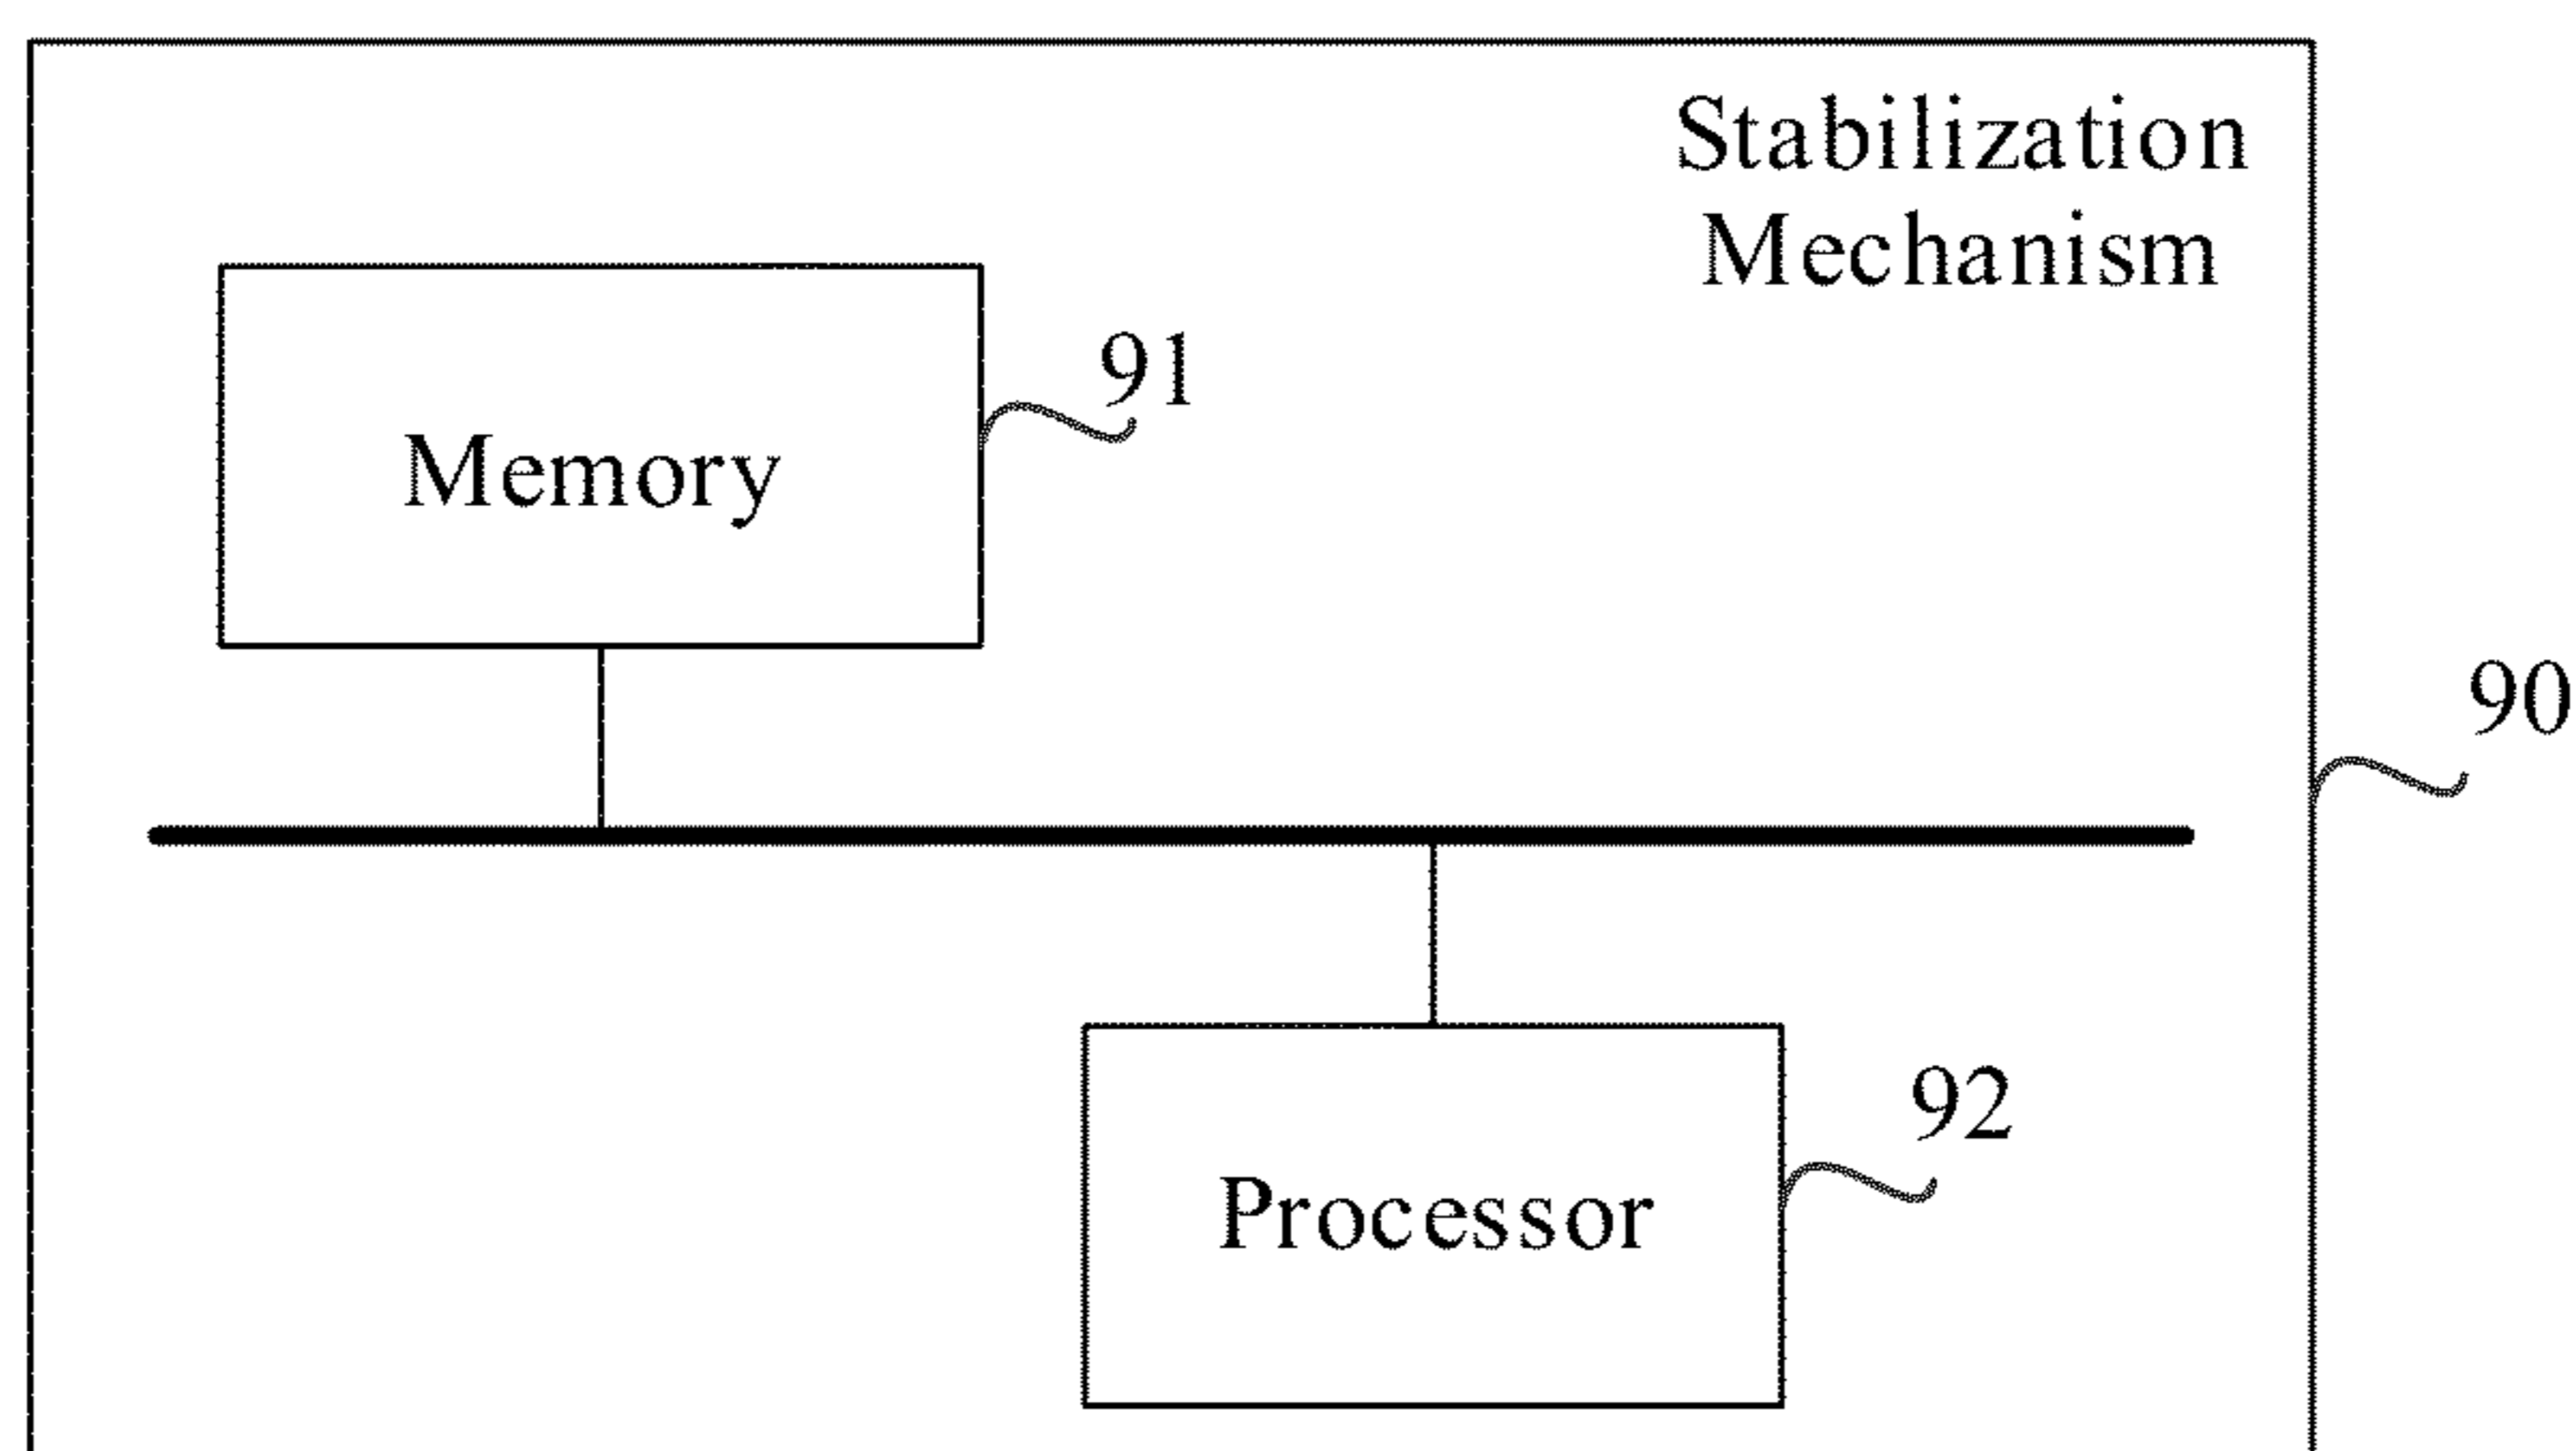 Stabilization
Mechanism
91
Memory
90
92
Processor